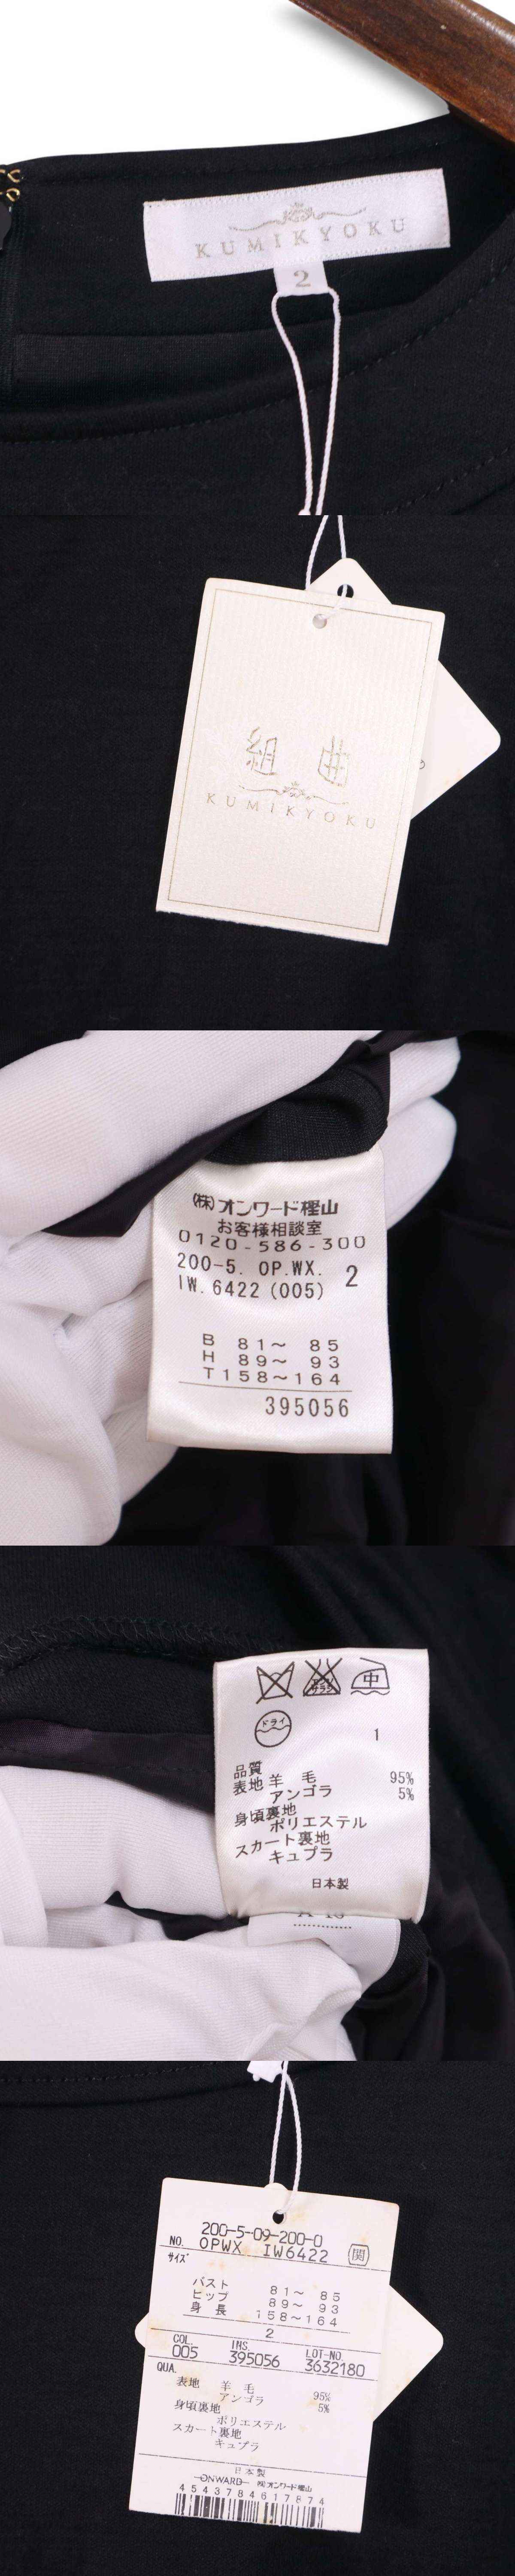 KUMIKYOKU
2
組曲
KUMIKYOKU
(株)オンワード樫山
お客様相談室
0120-586-300
200-5. OP.WX. 2
IW.6422 (005)
B 81〜 85
H 89〜 93
T158〜164
395056
中
ドライ
1
品質
表地 羊 毛 95%
アンゴラ 5%
身頃裏地
ポリエステル
スカート裏地
キュプラ
日本製
200-5-09-200-0
NO. OPWX IW6422 関
サイズ
バスト 81〜 85
ヒップ 89〜 93
身 長 158〜164
2
COL. INS. LOT-NO.
005 395056 3632180
QUA.
表地 羊 毛 95%
アンゴラ 5%
身頃裏地
ポリエステル
スカート裏地
キュプラ
日本製
ONWARD 株式オンワード樫山
4543784617874